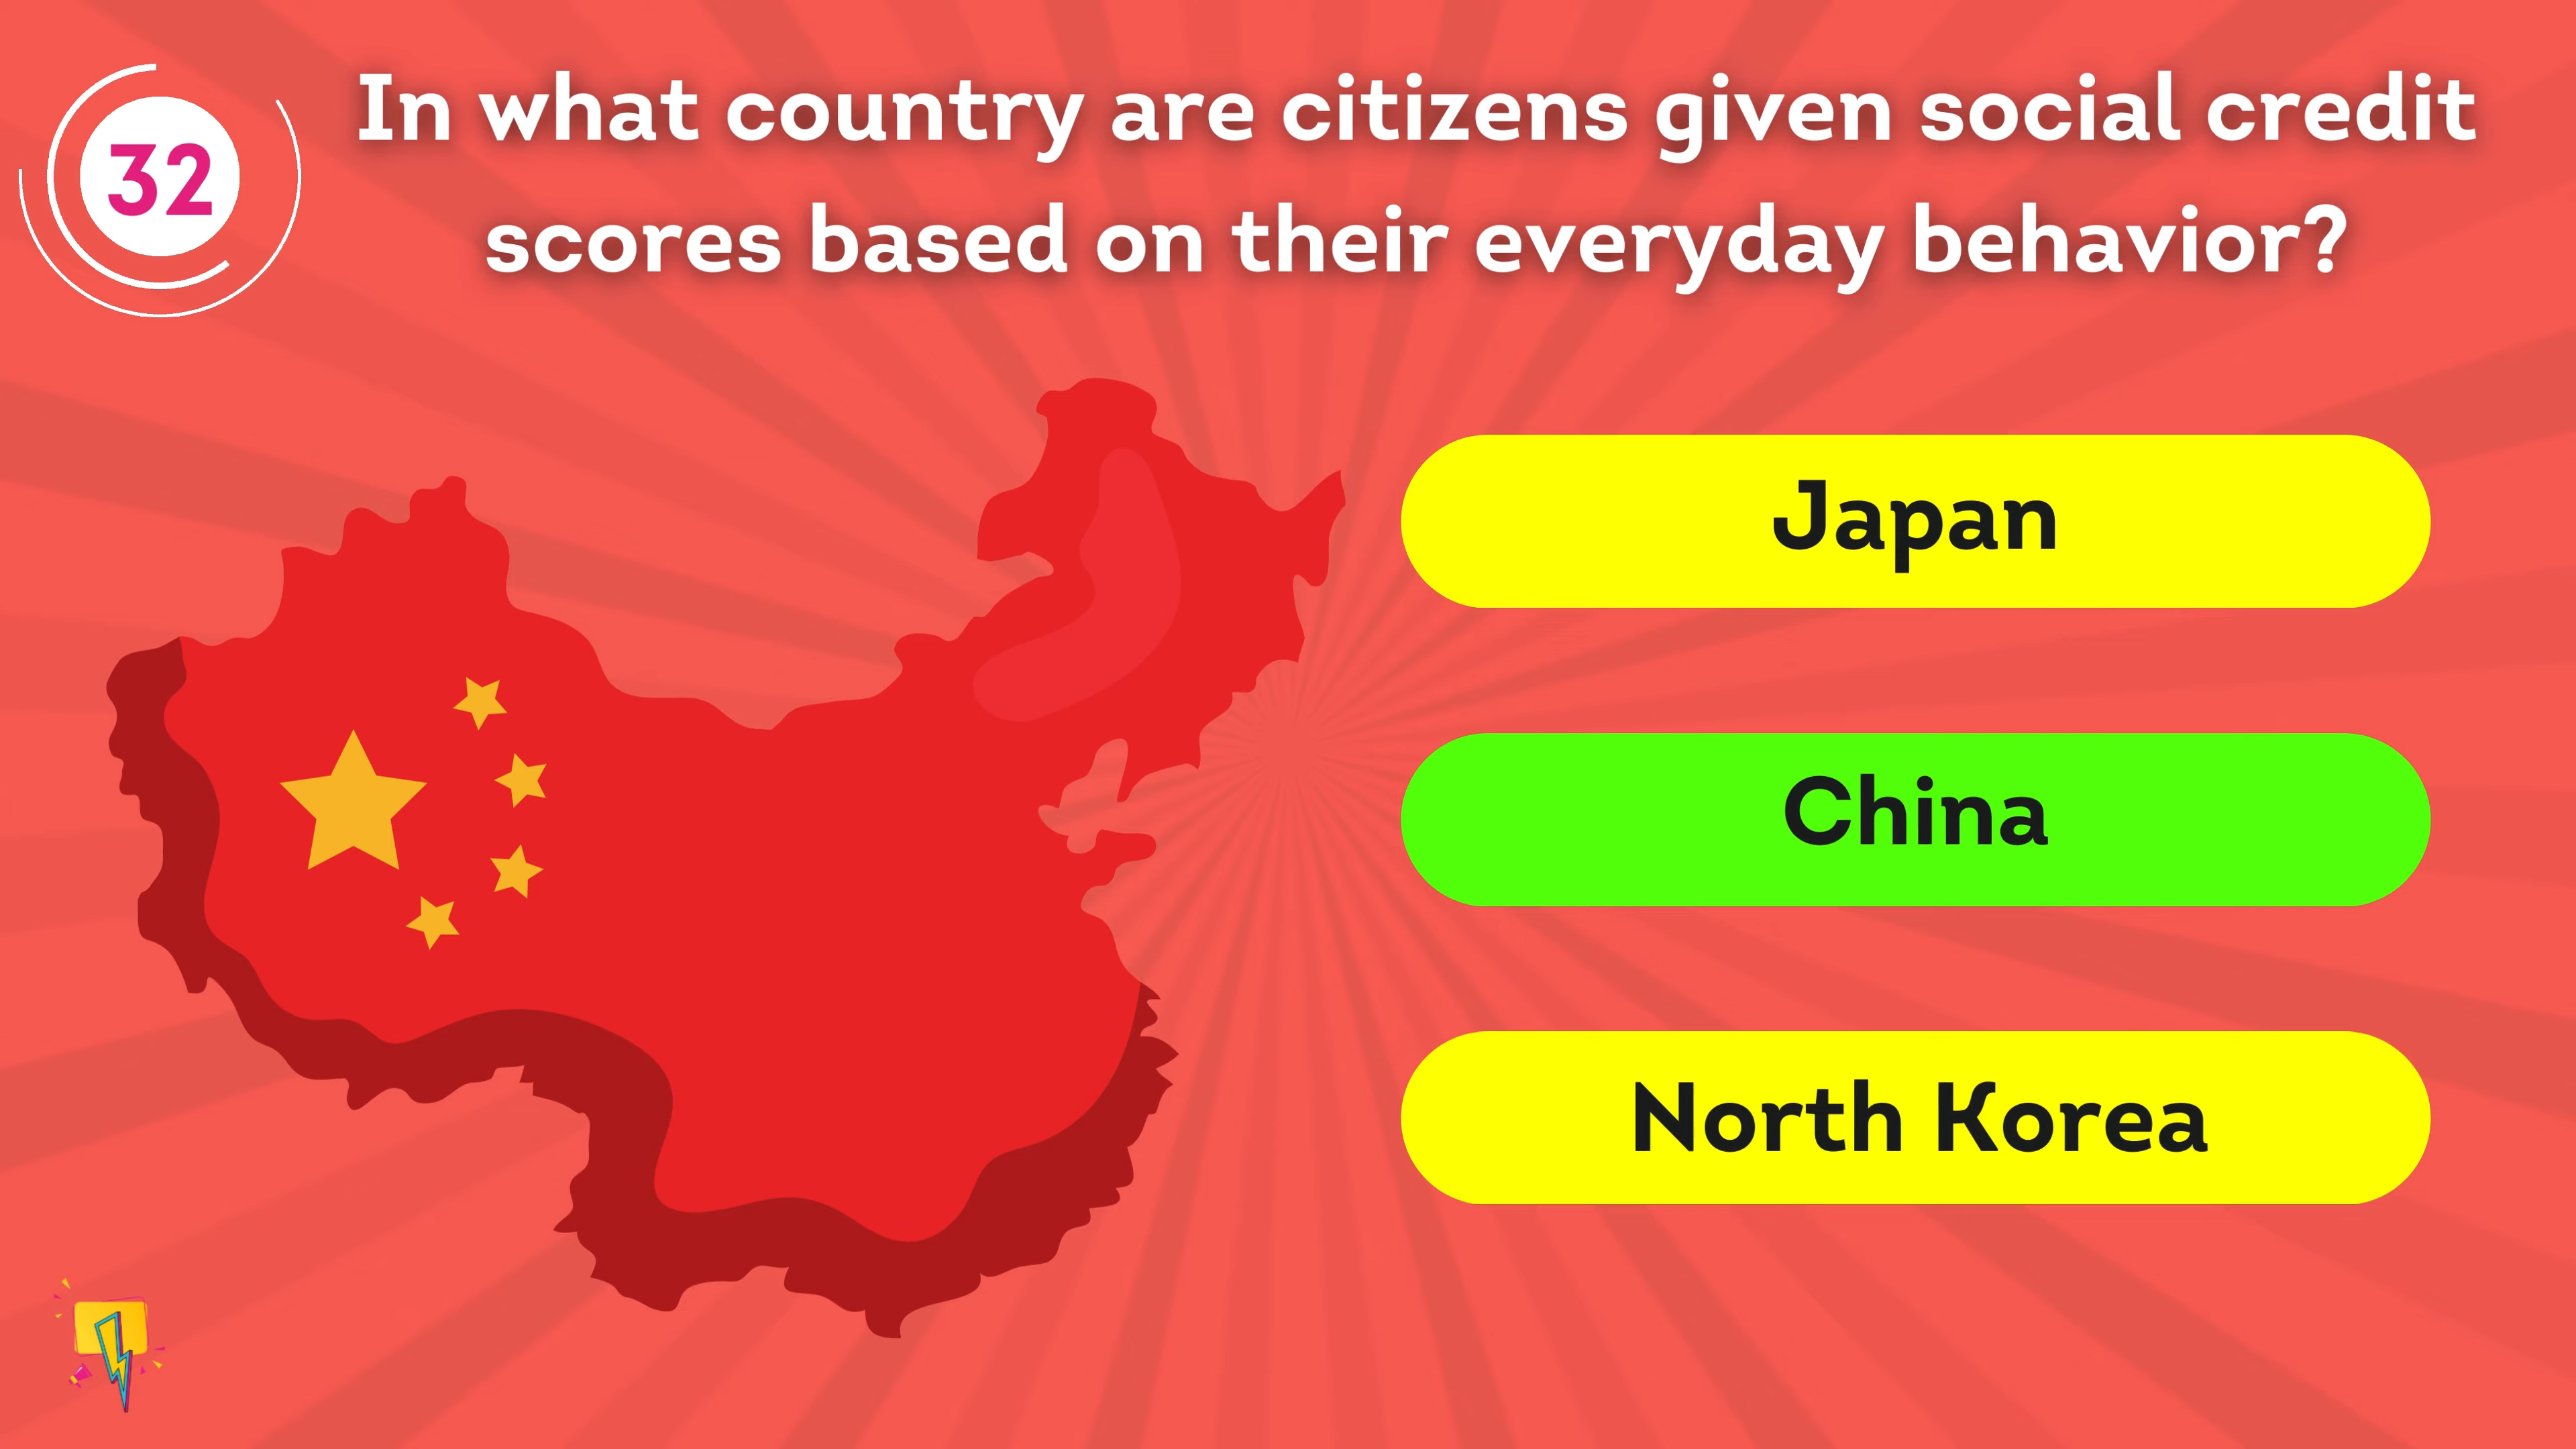 32
In what country are citizens given social credit
scores based on their everyday behavior?
Japan
China
North Korea